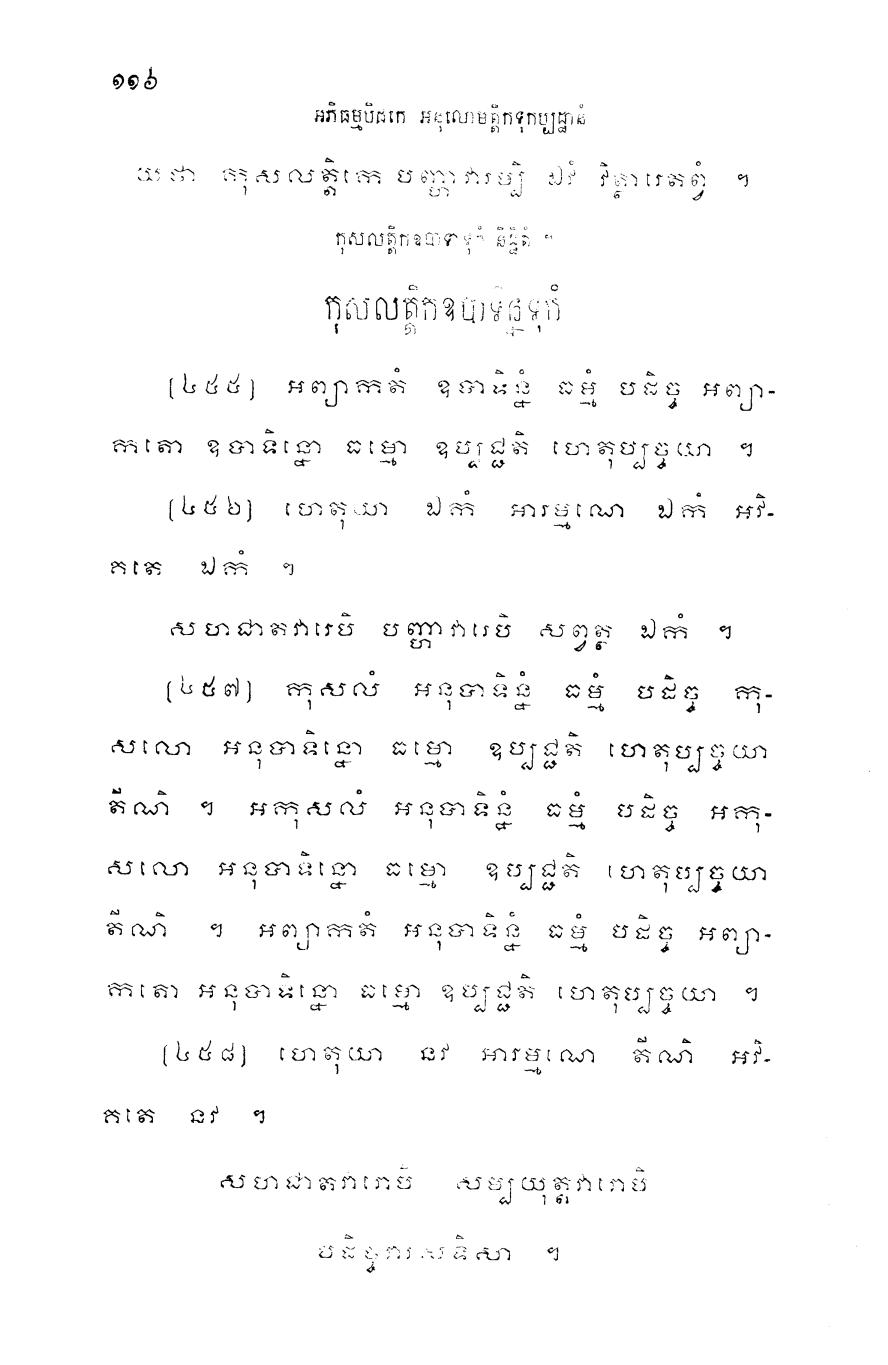 ១១៦
អភិធម្មបិដកេ អនុលោមត្តិកទុកប្បដ្ឋានំ
យថា កុសលត្តិកេ បញ្ហាវារម្បិ ឯវំ វិត្ថារេតព្វំ ។
កុសលត្តិកឧបាទាទុកំ និដ្ឋិតំ ។
កុសលត្តិកឧបាទិន្នទុកំ
[៤៥៥] អព្យាកតំ ឧបាទិន្នំ ធម្មំ បដិច្ច អព្យា-
កតោ ឧបាទិន្នោ ធម្មោ ឧប្បជ្ជតិ ហេតុប្បច្ចយា ។
[៤៥៦] ហេតុយា ឯកំ អារម្មណេ ឯកំ អវិ-
គតេ ឯកំ ។
សហជាតវារេបិ បញ្ហាវារេបិ សព្វត្ថ ឯកំ ។
[៤៥៧] កុសលំ អនុបាទិន្នំ ធម្មំ បដិច្ច កុ-
សលោ អនុបាទិន្នោ ធម្មោ ឧប្បជ្ជតិ ហេតុប្បច្ចយា
តីណិ ។ អកុសលំ អនុបាទិន្នំ ធម្មំ បដិច្ច អកុ-
សលោ អនុបាទិន្នោ ធម្មោ ឧប្បជ្ជតិ ហេតុប្បច្ចយា
តីណិ ។ អព្យាកតំ អនុបាទិន្នំ ធម្មំ បដិច្ច អព្យា-
កតោ អនុបាទិន្នោ ធម្មោ ឧប្បជ្ជតិ ហេតុប្បច្ចយា ។
[៤៥៨] ហេតុយា នវ អារម្មណេ តីណិ អវិ-
គតេ នវ ។
សហជាតវារោបិ សម្បយុត្តវារោបិ
បដិច្ចវារសទិសា ។